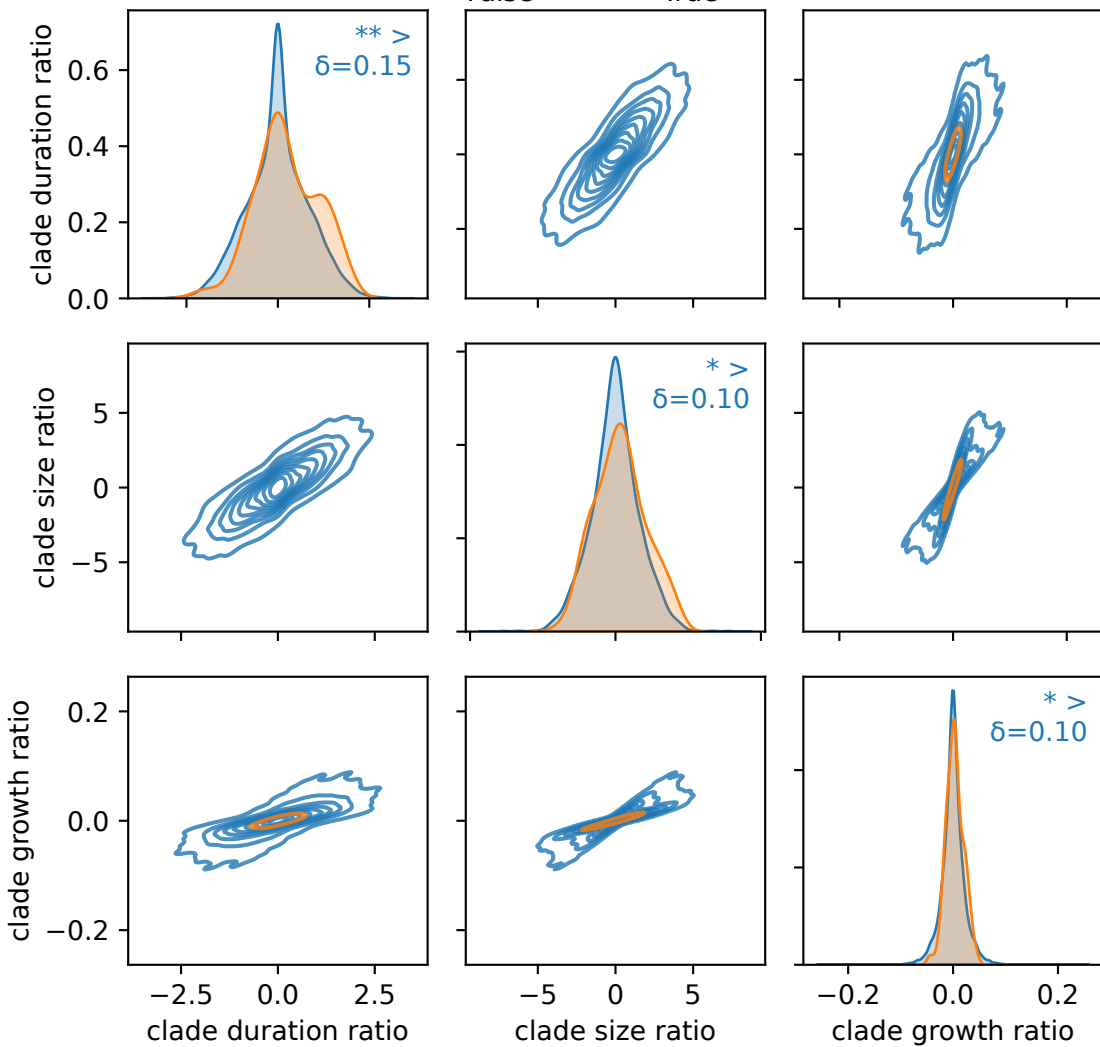 clade duration ratio
0.6
0.4
0.2
0.0
** >
δ=0.15
clade size ratio
5
0
−5
* >
δ=0.10
clade growth ratio
0.2
0.0
−0.2
* >
δ=0.10
−2.5 0.0 2.5
−5 0 5
−0.2 0.0 0.2
clade duration ratio
clade size ratio
clade growth ratio